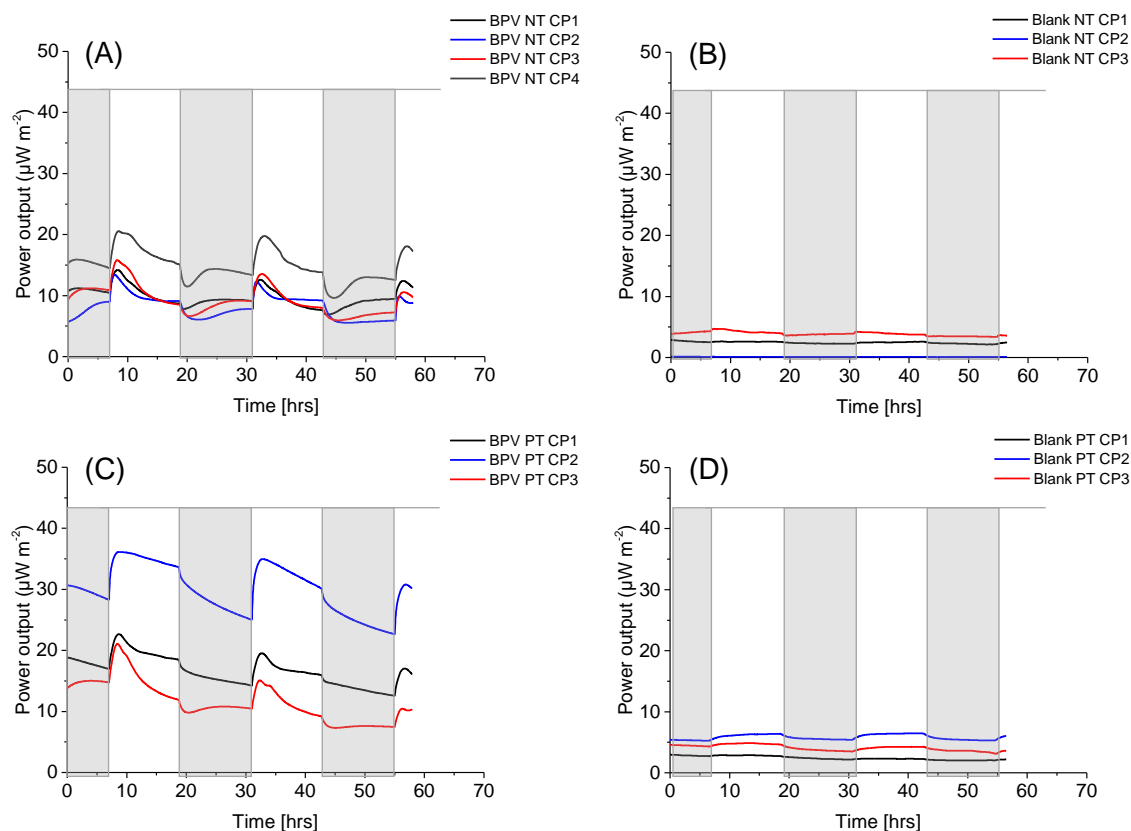 (A)
BPV NT CP1
BPV NT CP2
BPV NT CP3
BPV NT CP4
50
40
30
20
10
0
Power output (µW m-2)
0 10 20 30 40 50 60 70
Time [hrs]
(B)
Blank NT CP1
Blank NT CP2
Blank NT CP3
50
40
30
20
10
0
Power output (µW m-2)
0 10 20 30 40 50 60 70
Time [hrs]
(C)
BPV PT CP1
BPV PT CP2
BPV PT CP3
50
40
30
20
10
0
Power output (µW m-2)
0 10 20 30 40 50 60 70
Time [hrs]
(D)
Blank PT CP1
Blank PT CP2
Blank PT CP3
50
40
30
20
10
0
Power output (µW m-2)
0 10 20 30 40 50 60 70
Time [hrs]